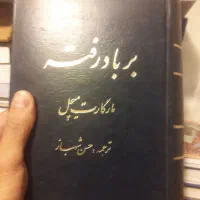 بر باد رفته
مارگارت میچل
ترجمه: حسن شهباز